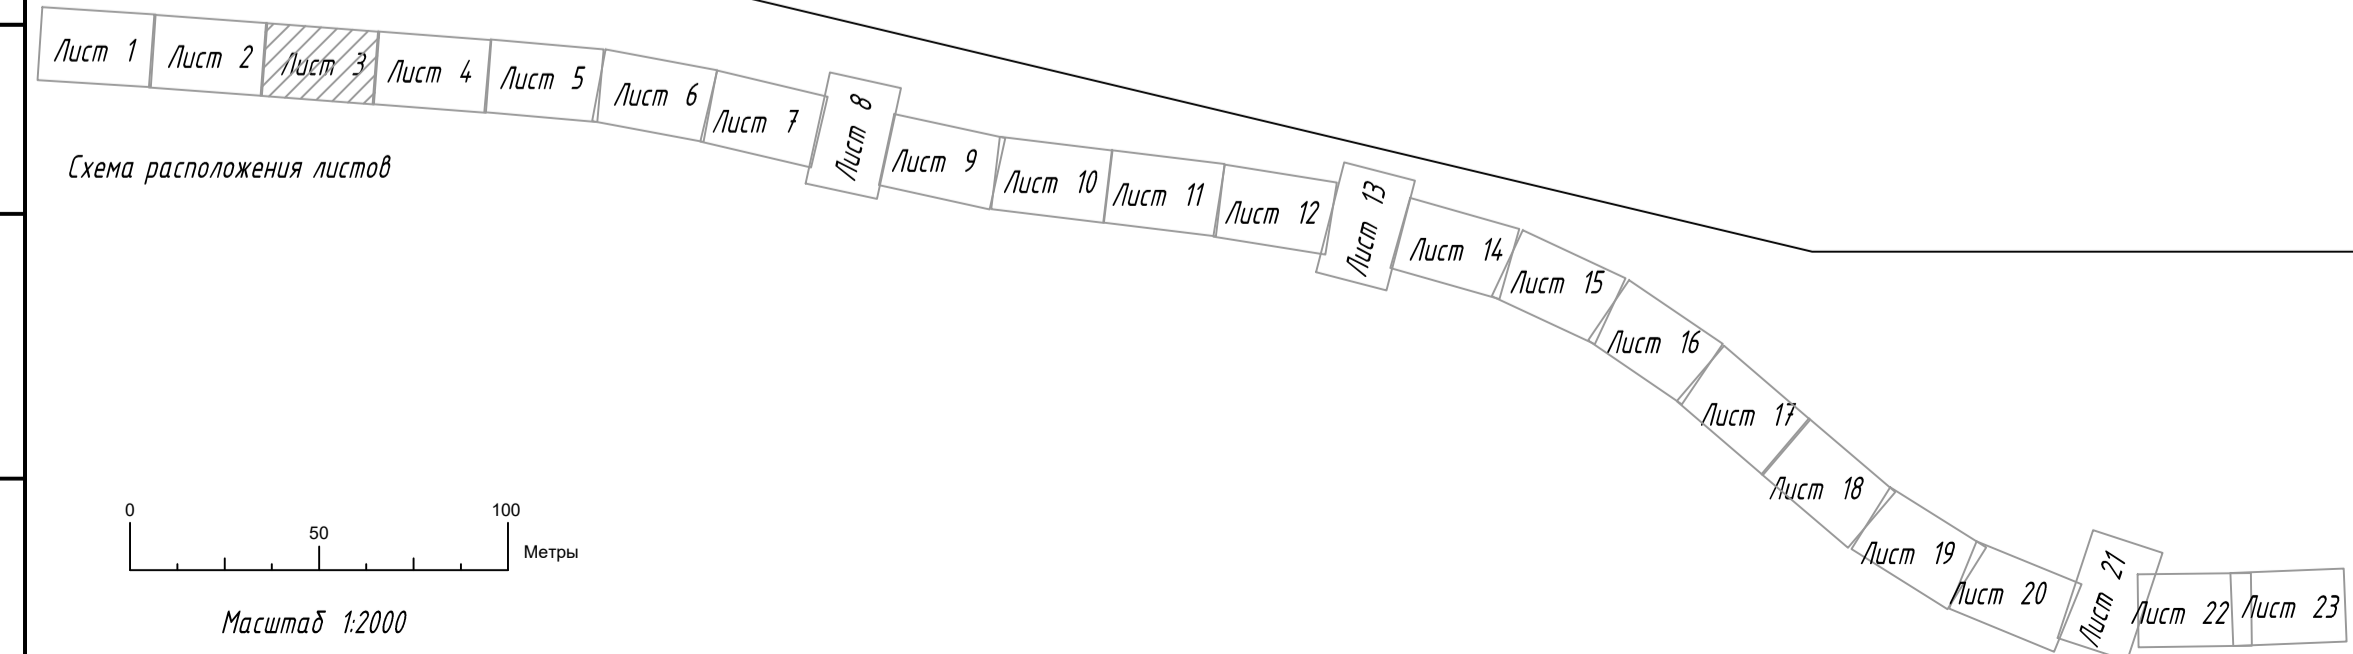 Лист 1
Лист 2
Лист 3
Лист 4
Лист 5
Лист 6
Лист 7
Лист 8
Лист 9
Лист 10
Лист 11
Лист 12
Лист 13
Лист 14
Лист 15
Лист 16
Лист 17
Лист 18
Лист 19
Лист 20
Лист 21
Лист 22
Лист 23
Схема расположения листов
0
50
100
Метры
Масштаб 1:2000